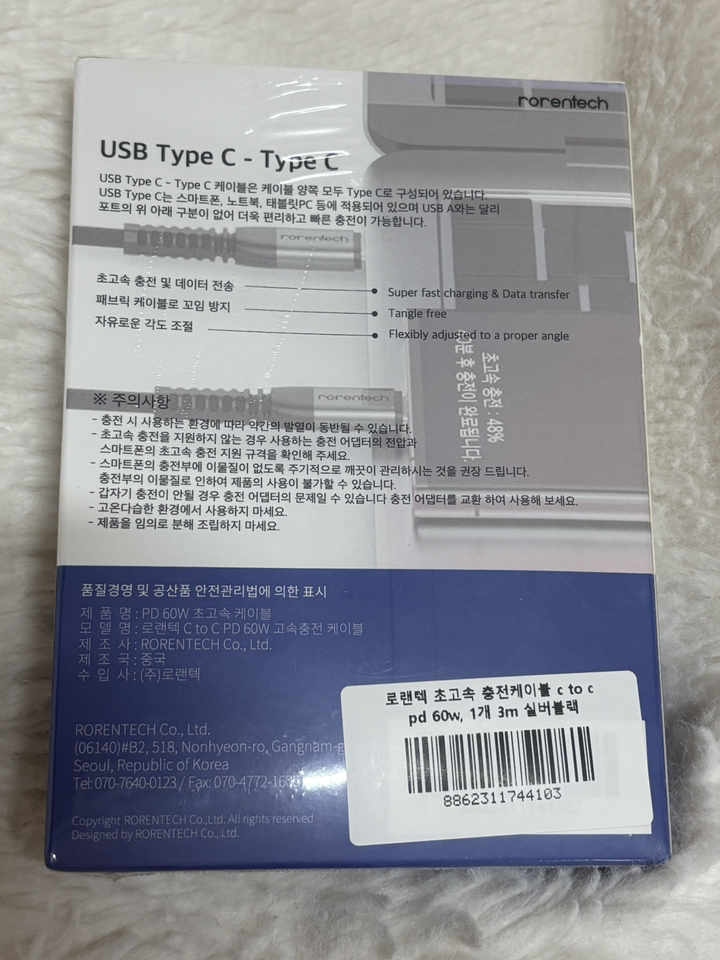 rorentech
USB Type C - Type C
USB Type C - Type C 케이블은 케이블 양쪽 모두 Type C로 구성되어 있습니다.
USB Type C는 스마트폰, 노트북, 태블릿PC 등에 적용되어 있으며 USB A와는 달리
포트의 위 아래 구분이 없어 더욱 편리하고 빠른 충전이 가능합니다.
rorentech
초고속 충전 및 데이터 전송
Super fast charging & Data transfer
패브릭 케이블로 꼬임 방지
Tangle free
자유로운 각도 조절
Flexibly adjusted to a proper angle
초고속 충전 : 48%
후 충전이 완료됩니다.
rorentech
※ 주의사항
- 충전 시 사용하는 환경에 따라 약간의 발열이 동반될 수 있습니다.
- 초고속 충전을 지원하지 않는 경우 사용하는 충전 어댑터의 전압과
스마트폰의 초고속 충전 지원 규격을 확인해 주세요.
- 스마트폰의 충전부에 이물질이 없도록 주기적으로 깨끗이 관리하시는 것을 권장 드립니다.
충전부의 이물질로 인하여 제품의 사용이 불가할 수 있습니다.
- 갑자기 충전이 안될 경우 충전 어댑터의 문제일 수 있습니다 충전 어댑터를 교환 하여 사용해 보세요.
- 고온다습한 환경에서 사용하지 마세요.
- 제품을 임의로 분해 조립하지 마세요.
품질경영 및 공산품 안전관리법에 의한 표시
제 품 명 : PD 60W 초고속 케이블
모 델 명 : 로랜텍 C to C PD 60W 고속충전 케이블
제 조 사 : RORENTECH Co., Ltd.
제 조 국 : 중국
수 입 사 : (주)로랜텍
로랜텍 초고속 충전케이블 c to c
pd 60w, 1개 3m 실버블랙
8862311744103
RORENTECH Co., Ltd.
(06140)#B2, 518, Nonhyeon-ro, Gangnam-g
Seoul, Republic of Korea
Tel: 070-7640-0123 / Fax: 070-4772-16
Copyright RORENTECH Co.,Ltd. All rights reserved
Designed by RORENTECH Co., Ltd.